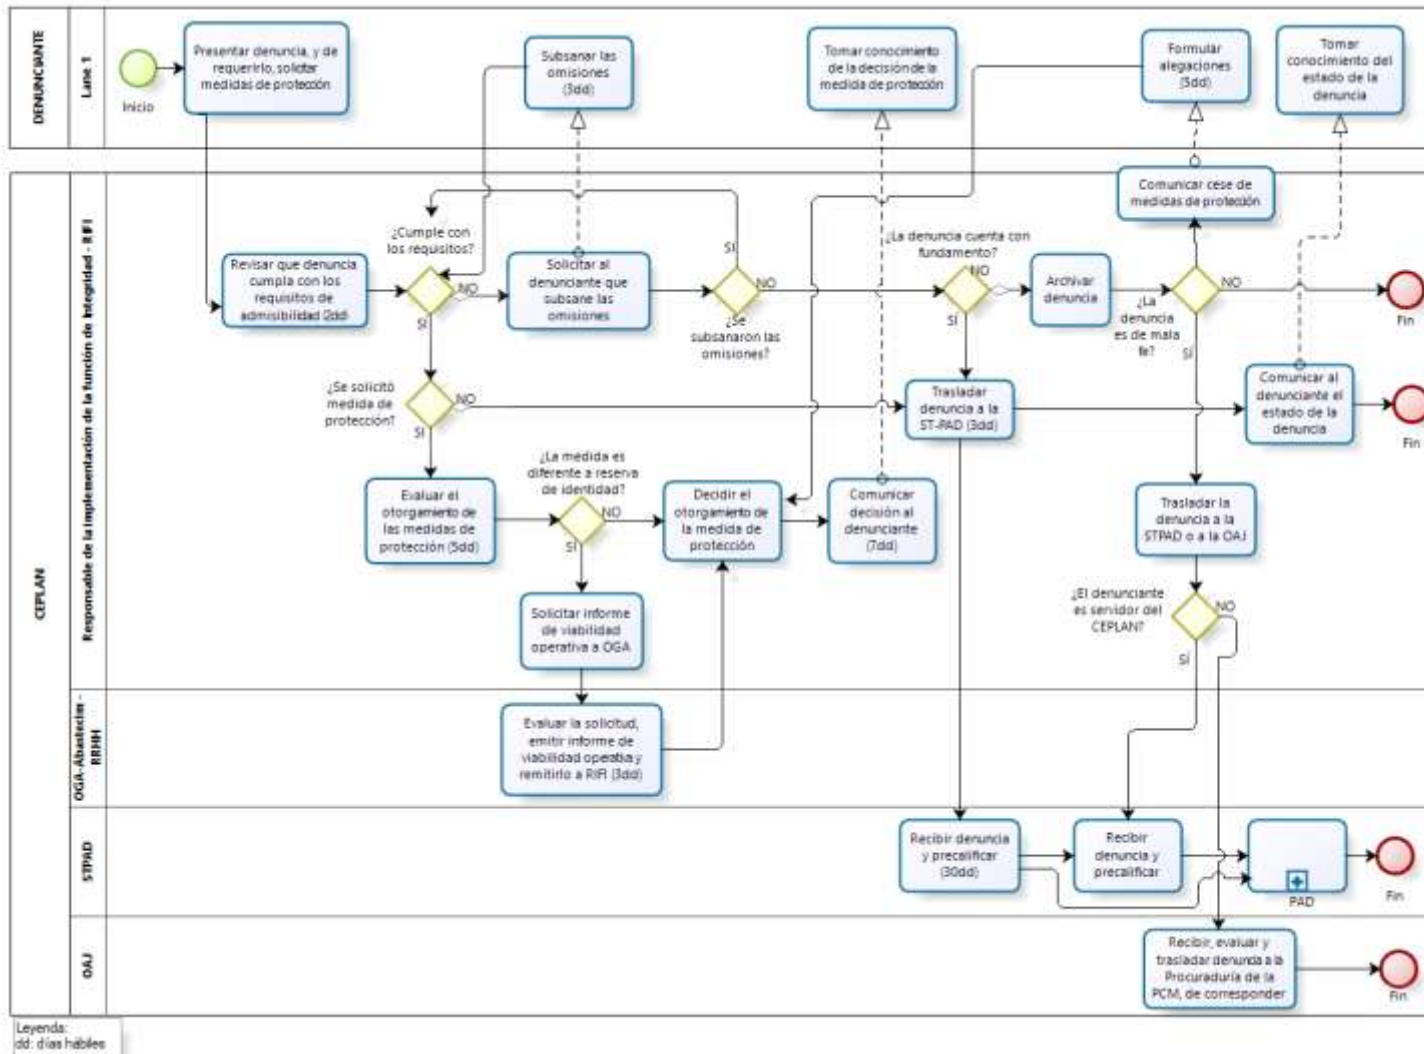 DENUNCIANTE
Lane 1
Inicio
Presentar denuncia, y de
requerirlo, solicitar
medidas de protección
Subsanar las
omisiones
(3dd)
Tomar conocimiento
de la decisión de la
medida de protección
Formular
alegaciones
(5dd)
Tomar
conocimiento del
estado de la
denuncia
CEPLAN
Responsable de la implementación de la función de integridad - RIFI
Comunicar cese de
medidas de protección
¿Cumple con
los requisitos?
SI
¿La denuncia cuenta con
fundamento?
Revisar que denuncia
cumpla con los
requisitos de
admisibilidad (2dd)
NO
SI
Solicitar al
denunciante que
subsane las
omisiones
NO
¿Se
subsanaron las
omisiones?
NO
SI
Archivar
denuncia
¿La
denuncia
es de mala
fe?
NO
SÍ
Fin
¿Se solicitó
medida de
protección?
NO
SI
Trasladar
denuncia a la
ST-PAD (3dd)
Comunicar al
denunciante el
estado de la
denuncia
Fin
Evaluar el
otorgamiento de
las medidas de
protección (5dd)
¿La medida es
diferente a reserva
de identidad?
NO
SÍ
Decidir el
otorgamiento de
la medida de
protección
Comunicar
decisión al
denunciante
(7dd)
Trasladar la
denuncia a la
STPAD o a la OAJ
Solicitar informe
de viabilidad
operativa a OGA
¿El denunciante
es servidor del
CEPLAN?
NO
SÍ
OGA-Abastecim -
RRHH
Evaluar la solicitud,
emitir informe de
viabilidad operativa y
remitirlo a RIFI (3dd)
STPAD
Recibir denuncia
y precalificar
(30dd)
Recibir
denuncia y
precalificar
PAD
Fin
OAJ
Recibir, evaluar y
trasladar denuncia a la
Procuraduría de la
PCM, de corresponder
Fin
Leyenda:
dd: días hábiles